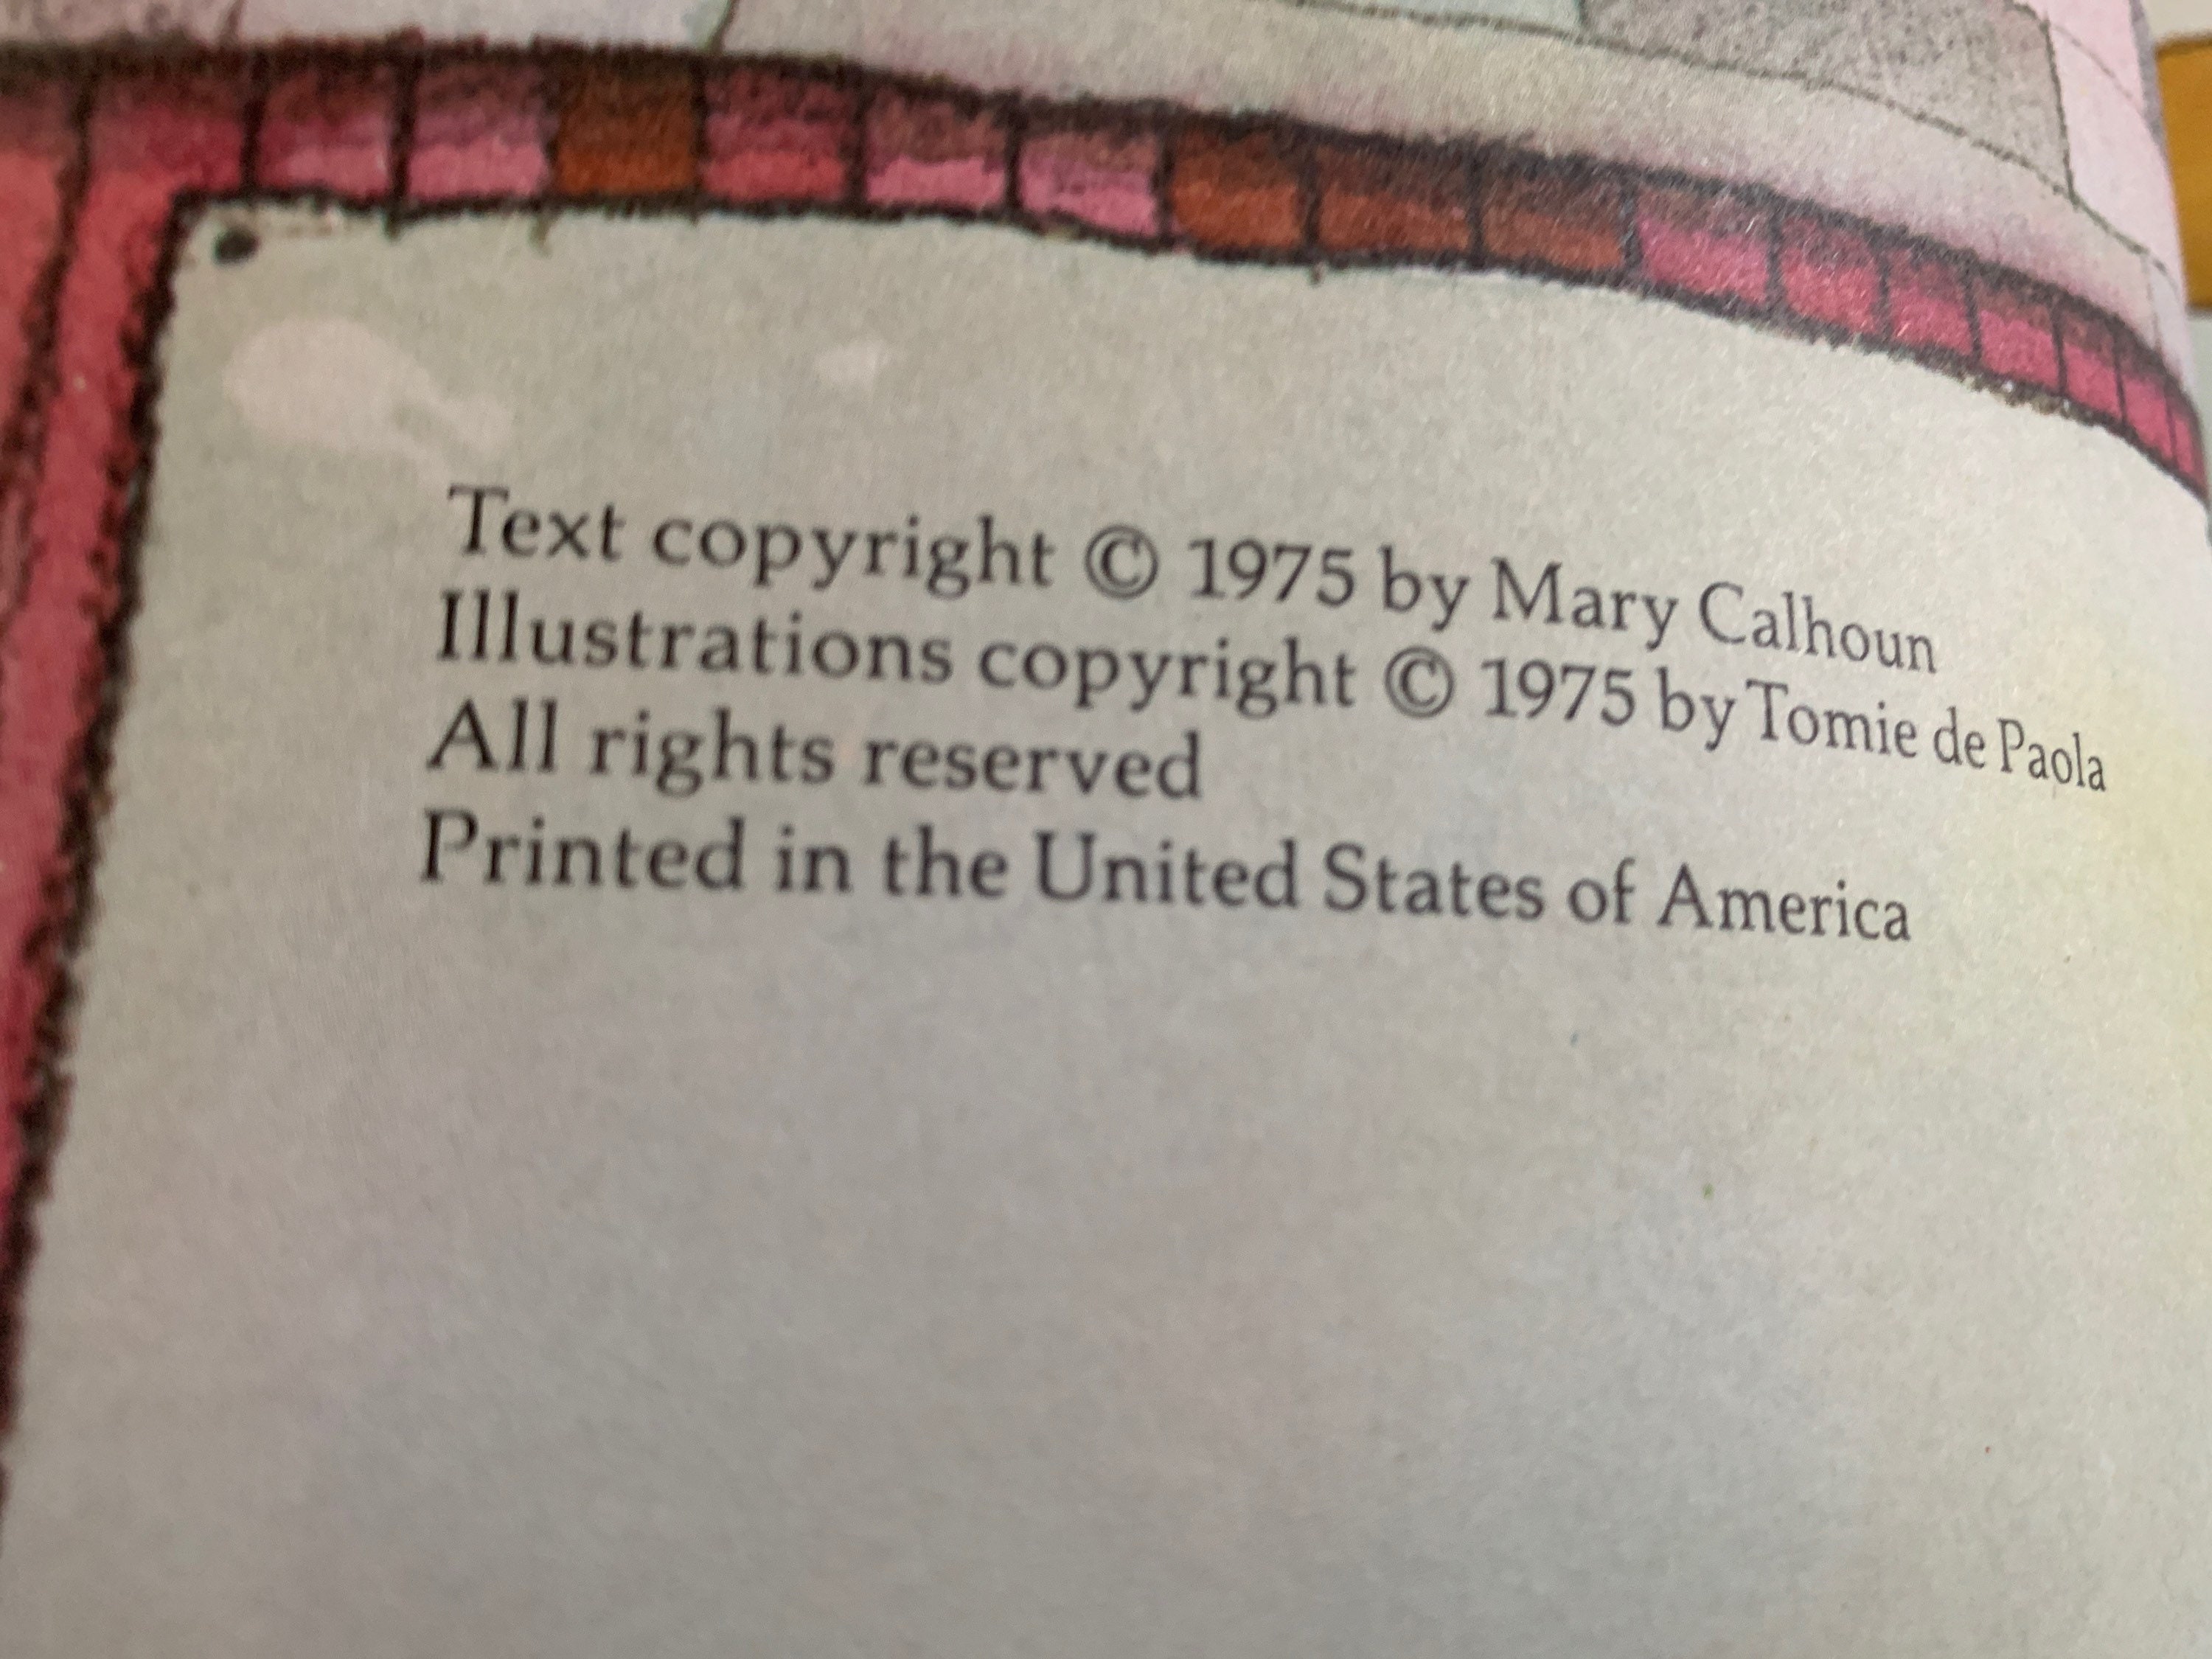 Text copyright © 1975 by Mary Calhoun
Illustrations copyright © 1975 by Tomie de Paola
All rights reserved
Printed in the United States of America